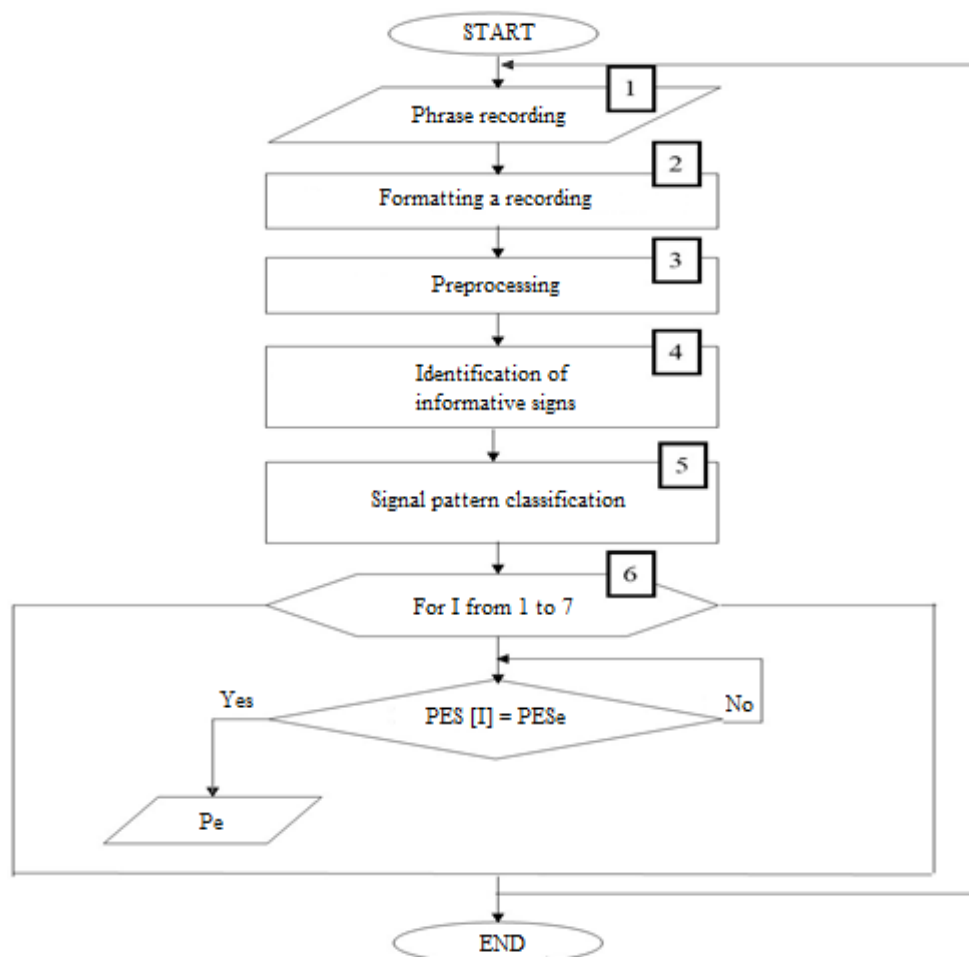 START
1
Phrase recording
2
Formatting a recording
3
Preprocessing
4
Identification of
informative signs
5
Signal pattern classification
6
For I from 1 to 7
Yes
PES [I] = PESe
No
Pe
END